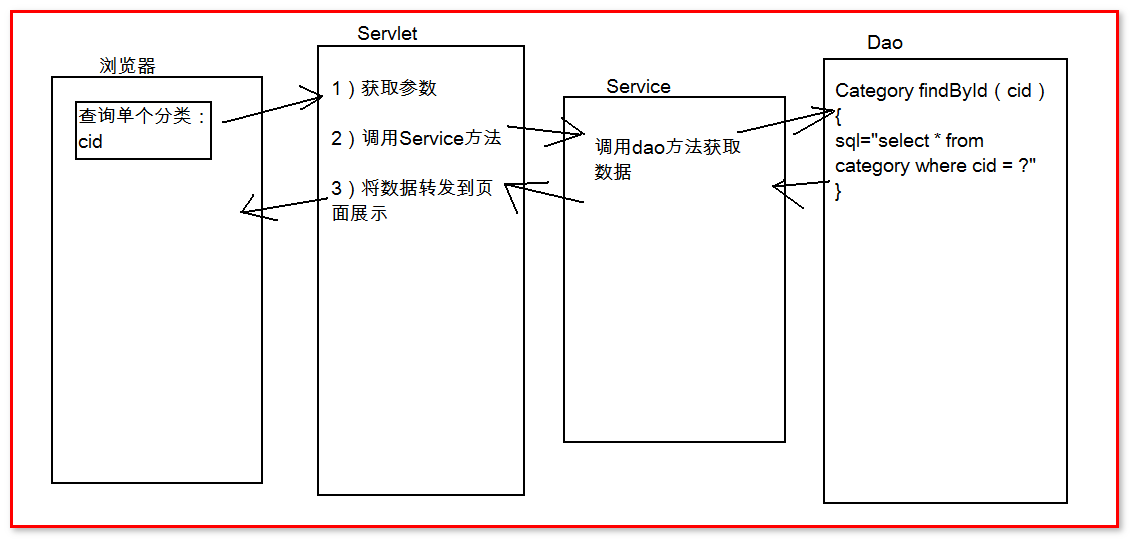 浏览器
查询单个分类：
cid
Servlet
1）获取参数
2）调用Service方法
3）将数据转发到页
面展示
Service
调用dao方法获取
数据
Dao
Category findById（cid）
{
sql="select * from
category where cid = ?"
}